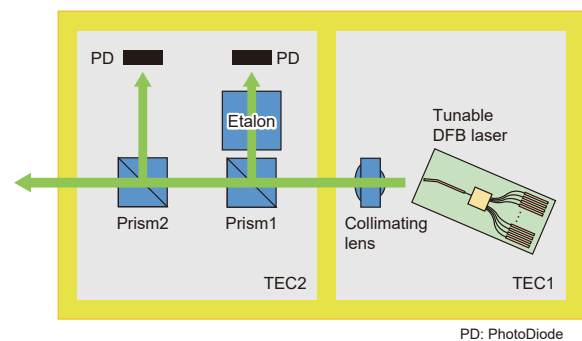 PD
PD
Etalon
Tunable
DFB laser
Prism2
Prism1
Collimating
lens
TEC2
TEC1
PD: PhotoDiode